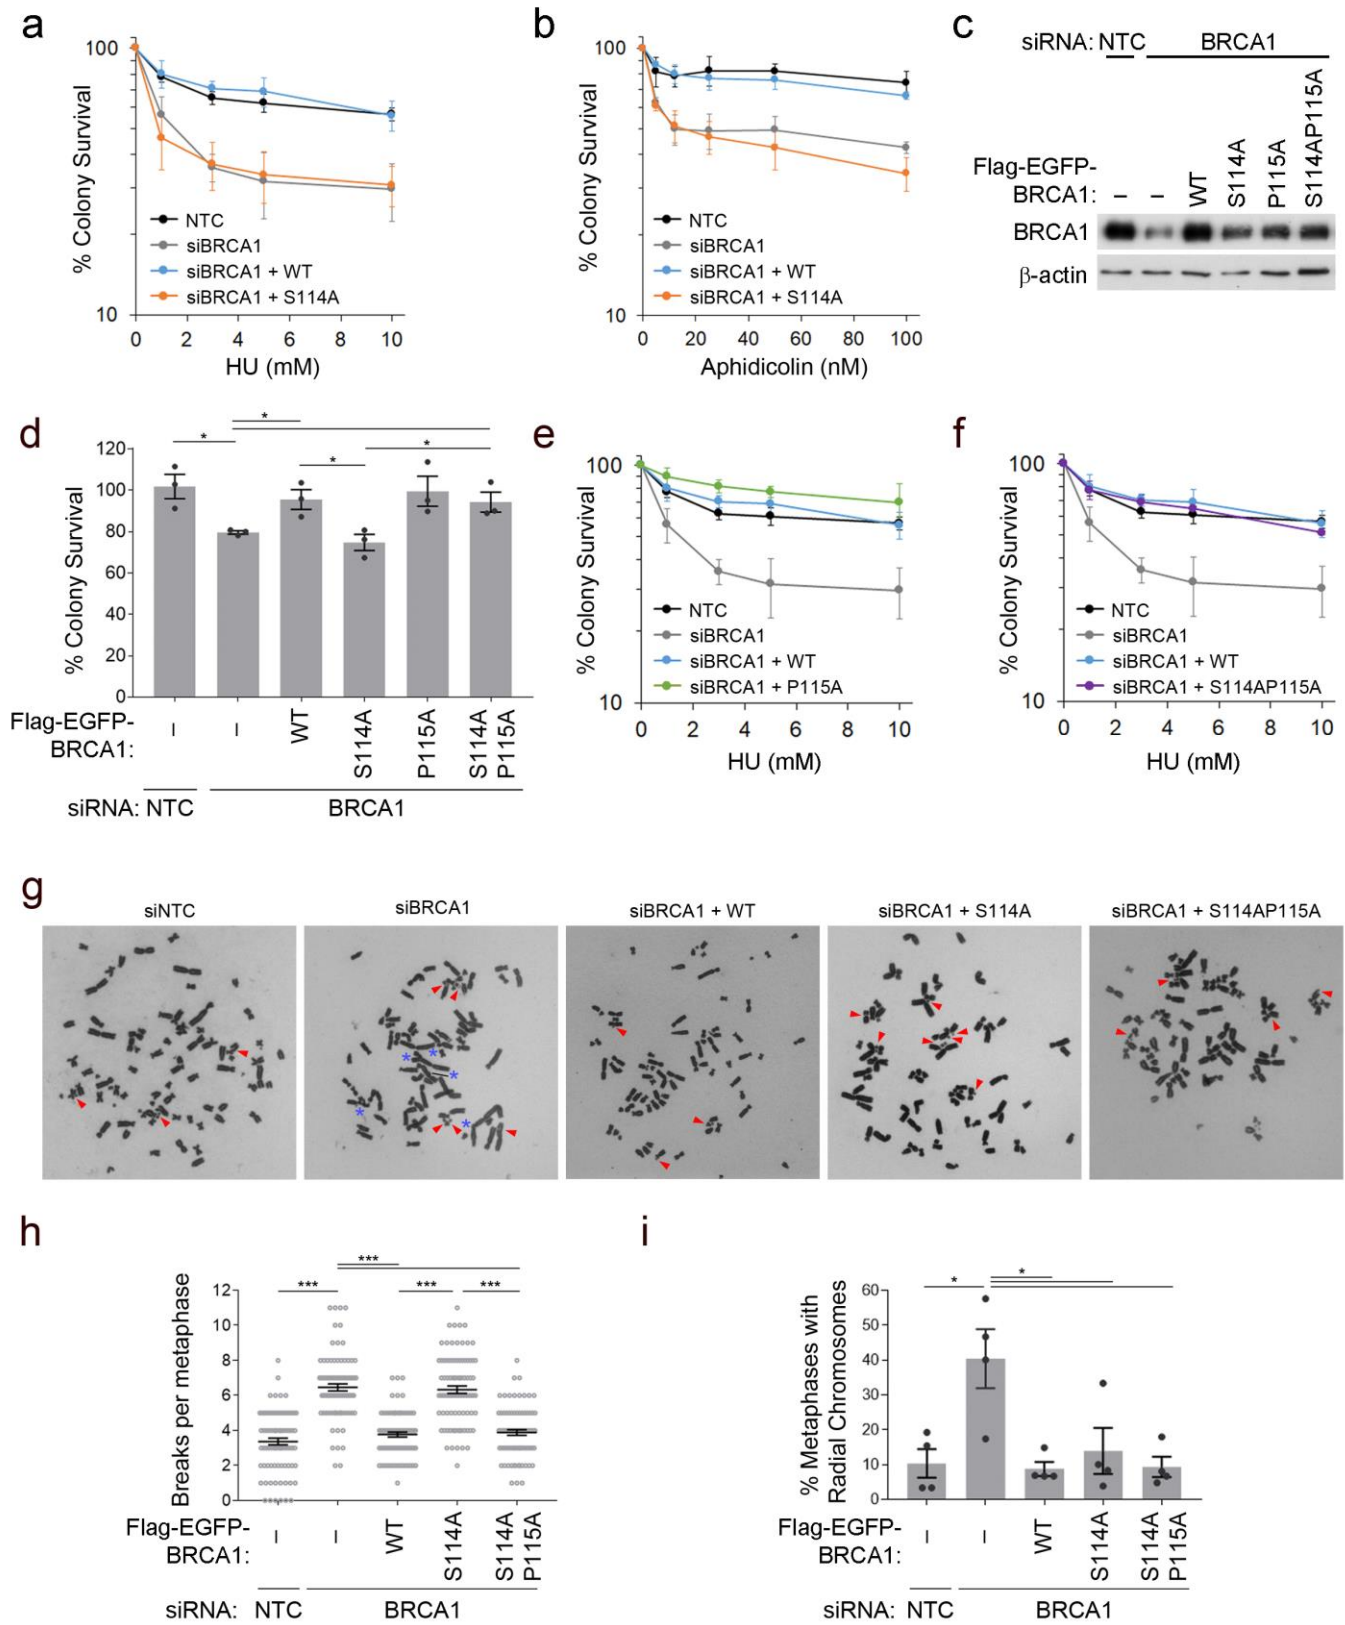 a
100
10
% Colony Survival
NTC
siBRCA1
siBRCA1 + WT
siBRCA1 + S114A
0 2 4 6 8 10
HU (mM)
b
100
10
% Colony Survival
NTC
siBRCA1
siBRCA1 + WT
siBRCA1 + S114A
0 20 40 60 80 100
Aphidicolin (nM)
c
siRNA: NTC BRCA1
Flag-EGFP-
BRCA1: – – WT S114A P115A S114AP115A
BRCA1
β-actin
d
120
100
80
60
40
20
0
% Colony Survival
* * * *
Flag-EGFP-
BRCA1: – – WT S114A P115A S114A P115A
siRNA: NTC BRCA1
e
100
10
% Colony Survival
NTC
siBRCA1
siBRCA1 + WT
siBRCA1 + P115A
0 2 4 6 8 10
HU (mM)
f
100
10
% Colony Survival
NTC
siBRCA1
siBRCA1 + WT
siBRCA1 + S114AP115A
0 2 4 6 8 10
HU (mM)
g
siNTC
siBRCA1
siBRCA1 + WT
siBRCA1 + S114A
siBRCA1 + S114AP115A
* * * * *
h
Breaks per metaphase
12
10
8
6
4
2
0
***
*** *** ***
Flag-EGFP-
BRCA1: – – WT S114A S114A P115A
siRNA: NTC BRCA1
i
% Metaphases with
Radial Chromosomes
60
50
40
30
20
10
0
* *
Flag-EGFP-
BRCA1: – – WT S114A S114A P115A
siRNA: NTC BRCA1